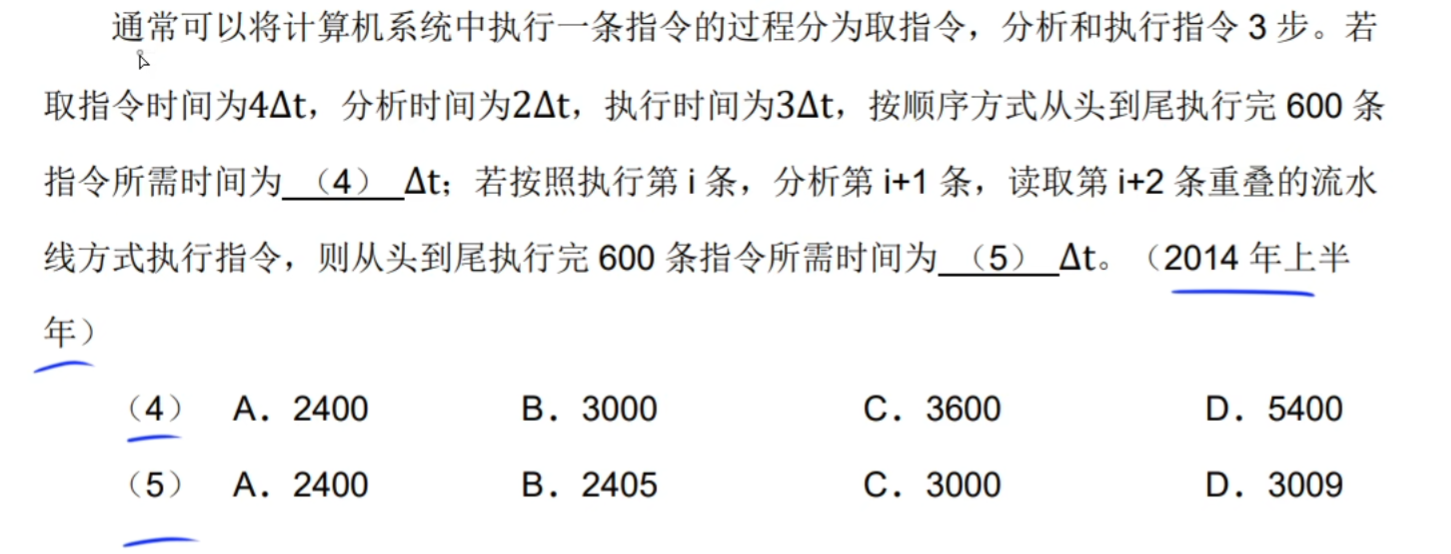 通常可以将计算机系统中执行一条指令的过程分为取指令，分析和执行指令 3 步。若
取指令时间为4Δt，分析时间为2Δt，执行时间为3Δt，按顺序方式从头到尾执行完 600 条
指令所需时间为 （4） Δt；若按照执行第 i 条，分析第 i+1 条，读取第 i+2 条重叠的流水
线方式执行指令，则从头到尾执行完 600 条指令所需时间为 （5） Δt。（2014 年上半
年）
（4） A．2400 B．3000 C．3600 D．5400
（5） A．2400 B．2405 C．3000 D．3009